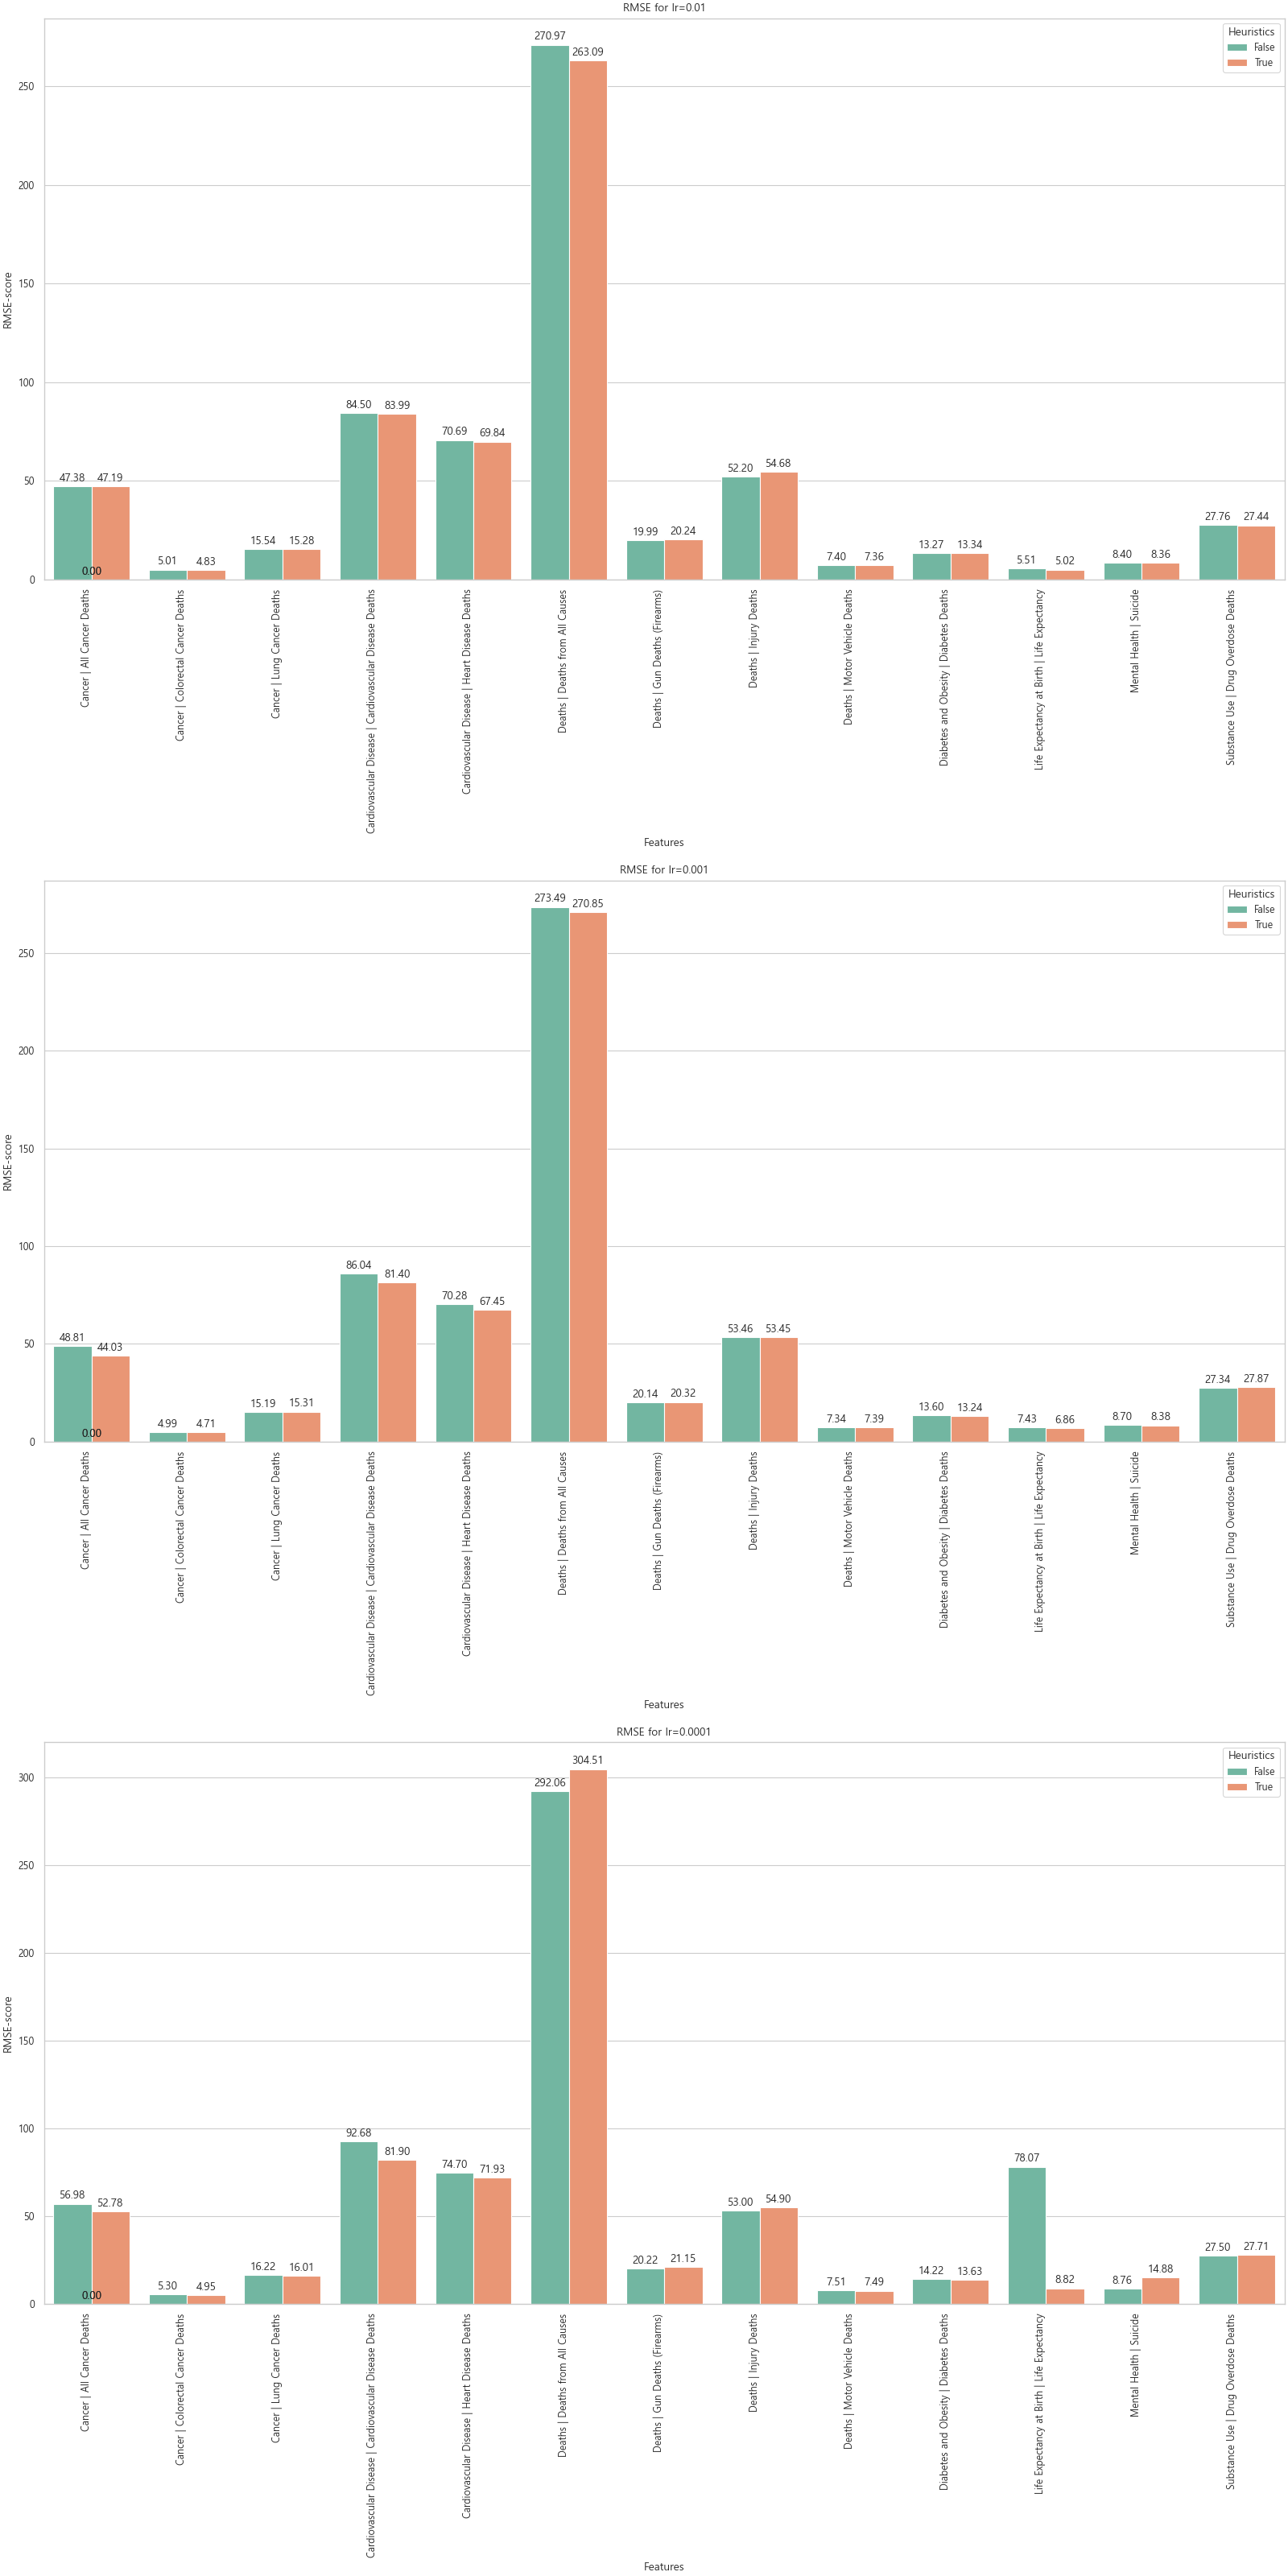 RMSE for lr=0.01
Heuristics
False
True
RMSE-score
250
200
150
100
50
0
47.38 47.19
0.00
5.01 4.83
15.54 15.28
84.50 83.99
70.69 69.84
270.97 263.09
19.99 20.24
52.20 54.68
7.40 7.36
13.27 13.34
5.51 5.02
8.40 8.36
27.76 27.44
Cancer | All Cancer Deaths
Cancer | Colorectal Cancer Deaths
Cancer | Lung Cancer Deaths
Cardiovascular Disease | Cardiovascular Disease Deaths
Cardiovascular Disease | Heart Disease Deaths
Deaths | Deaths from All Causes
Deaths | Gun Deaths (Firearms)
Deaths | Injury Deaths
Deaths | Motor Vehicle Deaths
Diabetes and Obesity | Diabetes Deaths
Life Expectancy at Birth | Life Expectancy
Mental Health | Suicide
Substance Use | Drug Overdose Deaths
Features
RMSE for lr=0.001
Heuristics
False
True
RMSE-score
250
200
150
100
50
0
48.81 44.03
0.00
4.99 4.71
15.19 15.31
86.04 81.40
70.28 67.45
273.49 270.85
20.14 20.32
53.46 53.45
7.34 7.39
13.60 13.24
7.43 6.86
8.70 8.38
27.34 27.87
Cancer | All Cancer Deaths
Cancer | Colorectal Cancer Deaths
Cancer | Lung Cancer Deaths
Cardiovascular Disease | Cardiovascular Disease Deaths
Cardiovascular Disease | Heart Disease Deaths
Deaths | Deaths from All Causes
Deaths | Gun Deaths (Firearms)
Deaths | Injury Deaths
Deaths | Motor Vehicle Deaths
Diabetes and Obesity | Diabetes Deaths
Life Expectancy at Birth | Life Expectancy
Mental Health | Suicide
Substance Use | Drug Overdose Deaths
Features
RMSE for lr=0.0001
Heuristics
False
True
RMSE-score
300
250
200
150
100
50
0
56.98 52.78
0.00
5.30 4.95
16.22 16.01
92.68 81.90
74.70 71.93
292.06 304.51
20.22 21.15
53.00 54.90
7.51 7.49
14.22 13.63
78.07 8.82
8.76 14.88
27.50 27.71
Cancer | All Cancer Deaths
Cancer | Colorectal Cancer Deaths
Cancer | Lung Cancer Deaths
Cardiovascular Disease | Cardiovascular Disease Deaths
Cardiovascular Disease | Heart Disease Deaths
Deaths | Deaths from All Causes
Deaths | Gun Deaths (Firearms)
Deaths | Injury Deaths
Deaths | Motor Vehicle Deaths
Diabetes and Obesity | Diabetes Deaths
Life Expectancy at Birth | Life Expectancy
Mental Health | Suicide
Substance Use | Drug Overdose Deaths
Features